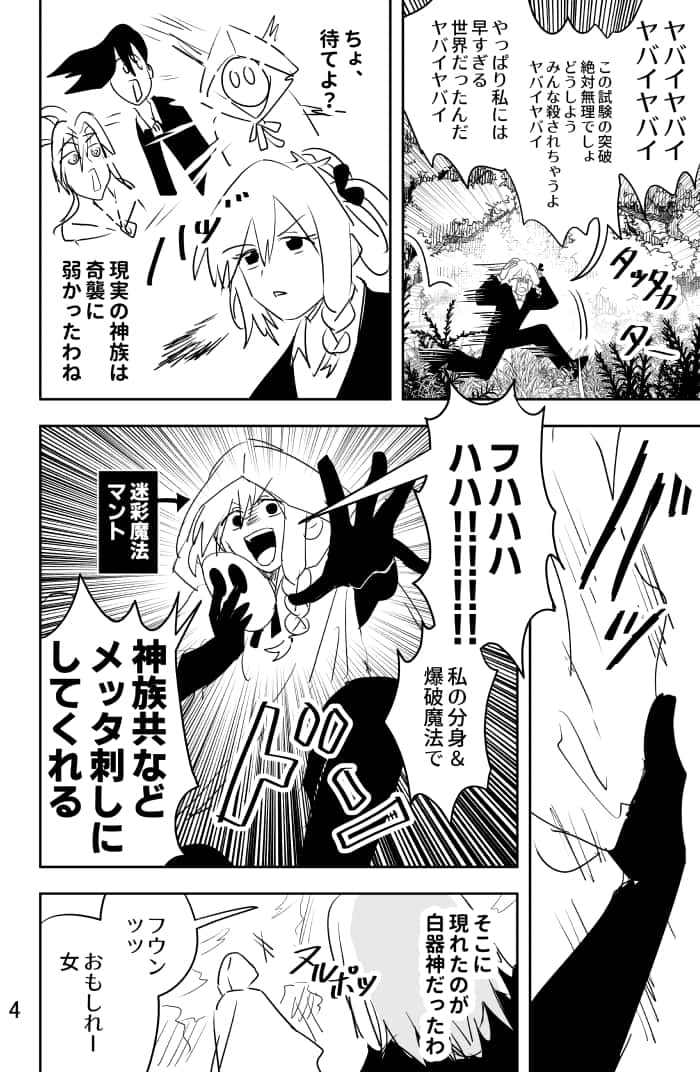 ヤバイヤバイ
ヤバイヤバイ
この試験の突破
絶対無理でしょ
どうしよう
みんな殺されちゃうよ
ヤバイヤバイ
やっぱり私には
早すぎる
世界だったんだ
ヤバイヤバイ
タッタカ
ター
ちょ、
待てよ?
バッ
現実の神族は
奇襲に
弱かったわね
フハハハ
ハハ!!!!!!
私の分身&
爆破魔法で
迷彩魔法
マント
神族共など
メッタ刺しに
してくれる
ドドン
そこに
現れたのが
白器神だったわ
ヌルポッ
フウン
ッッ
おもしれー
女
4